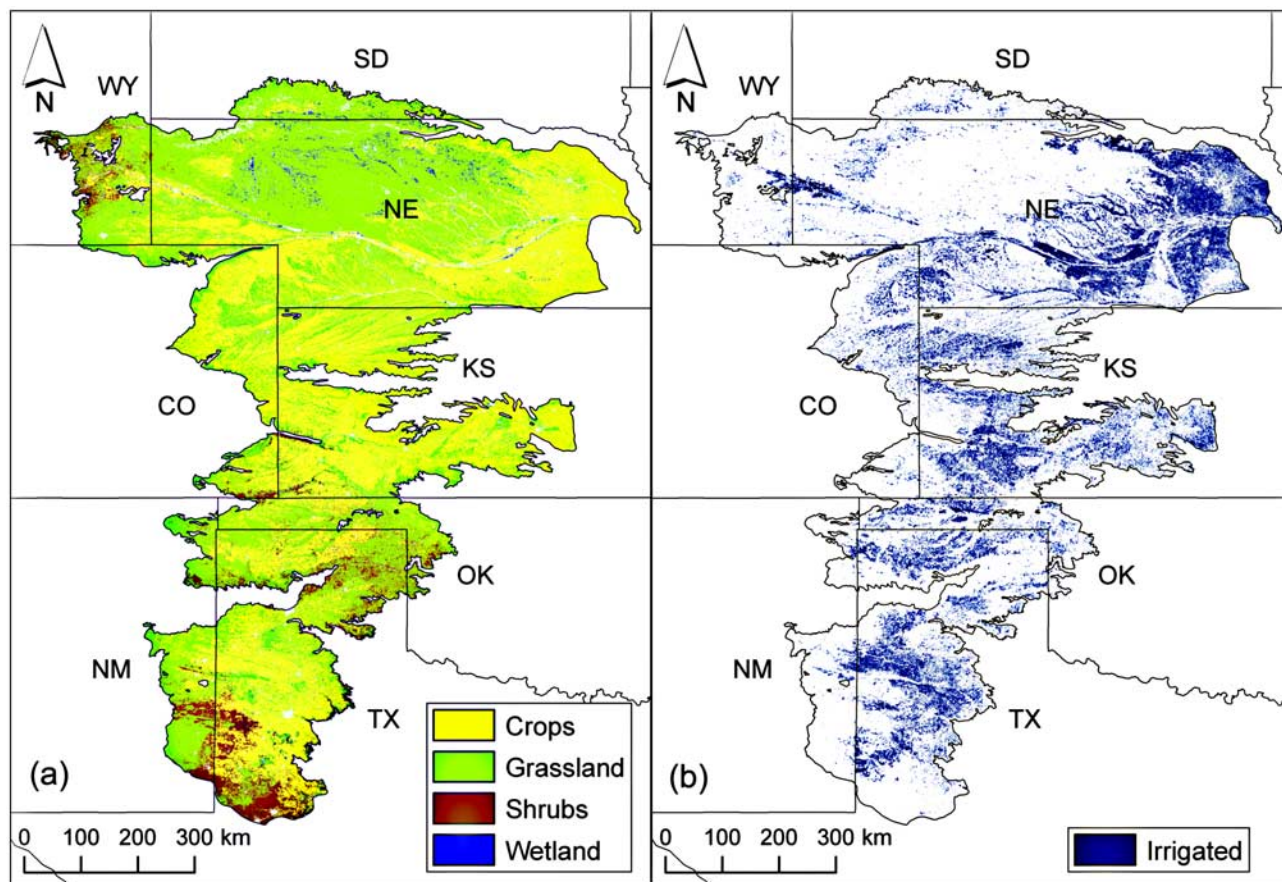 SD
WY
N
NE
KS
CO
OK
NM
TX
(a)
Crops
Grassland
Shrubs
Wetland
0 100 200 300 km
SD
WY
N
NE
KS
CO
OK
NM
TX
(b)
Irrigated
0 100 200 300 km